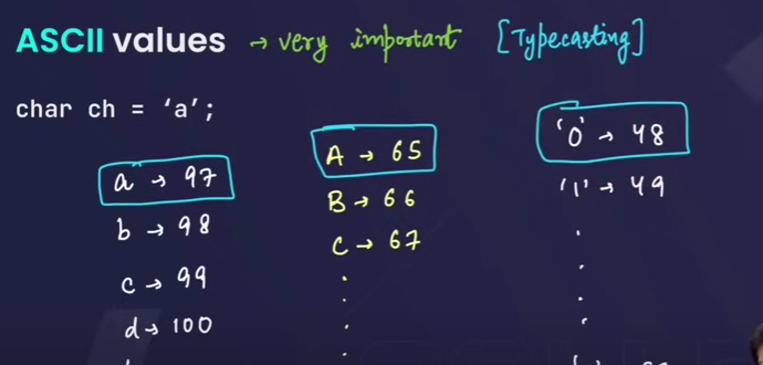 ASCII values → very important [Typecasting]
char ch = ‘a’;
a → 97
b → 98
c → 99
d → 100
A → 65
B → 66
C → 67
'0' → 48
'1' → 49